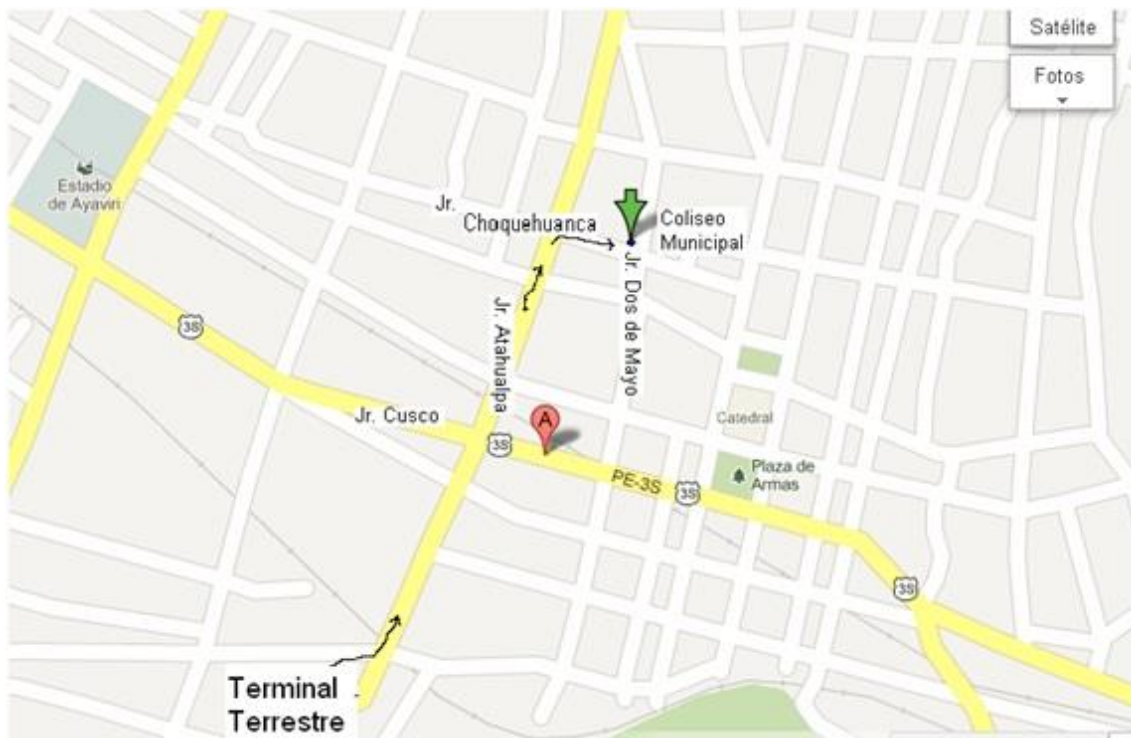 Satélite
Fotos
Estadio
de Ayaviri
Jr.
Choquehuanca
Coliseo
Municipal
Jr. Dos de Mayo
Jr. Atahualpa
3S
Jr. Cusco
A
3S
PE-3S
3S
Catedral
Plaza de
Armas
3S
Terminal
Terrestre